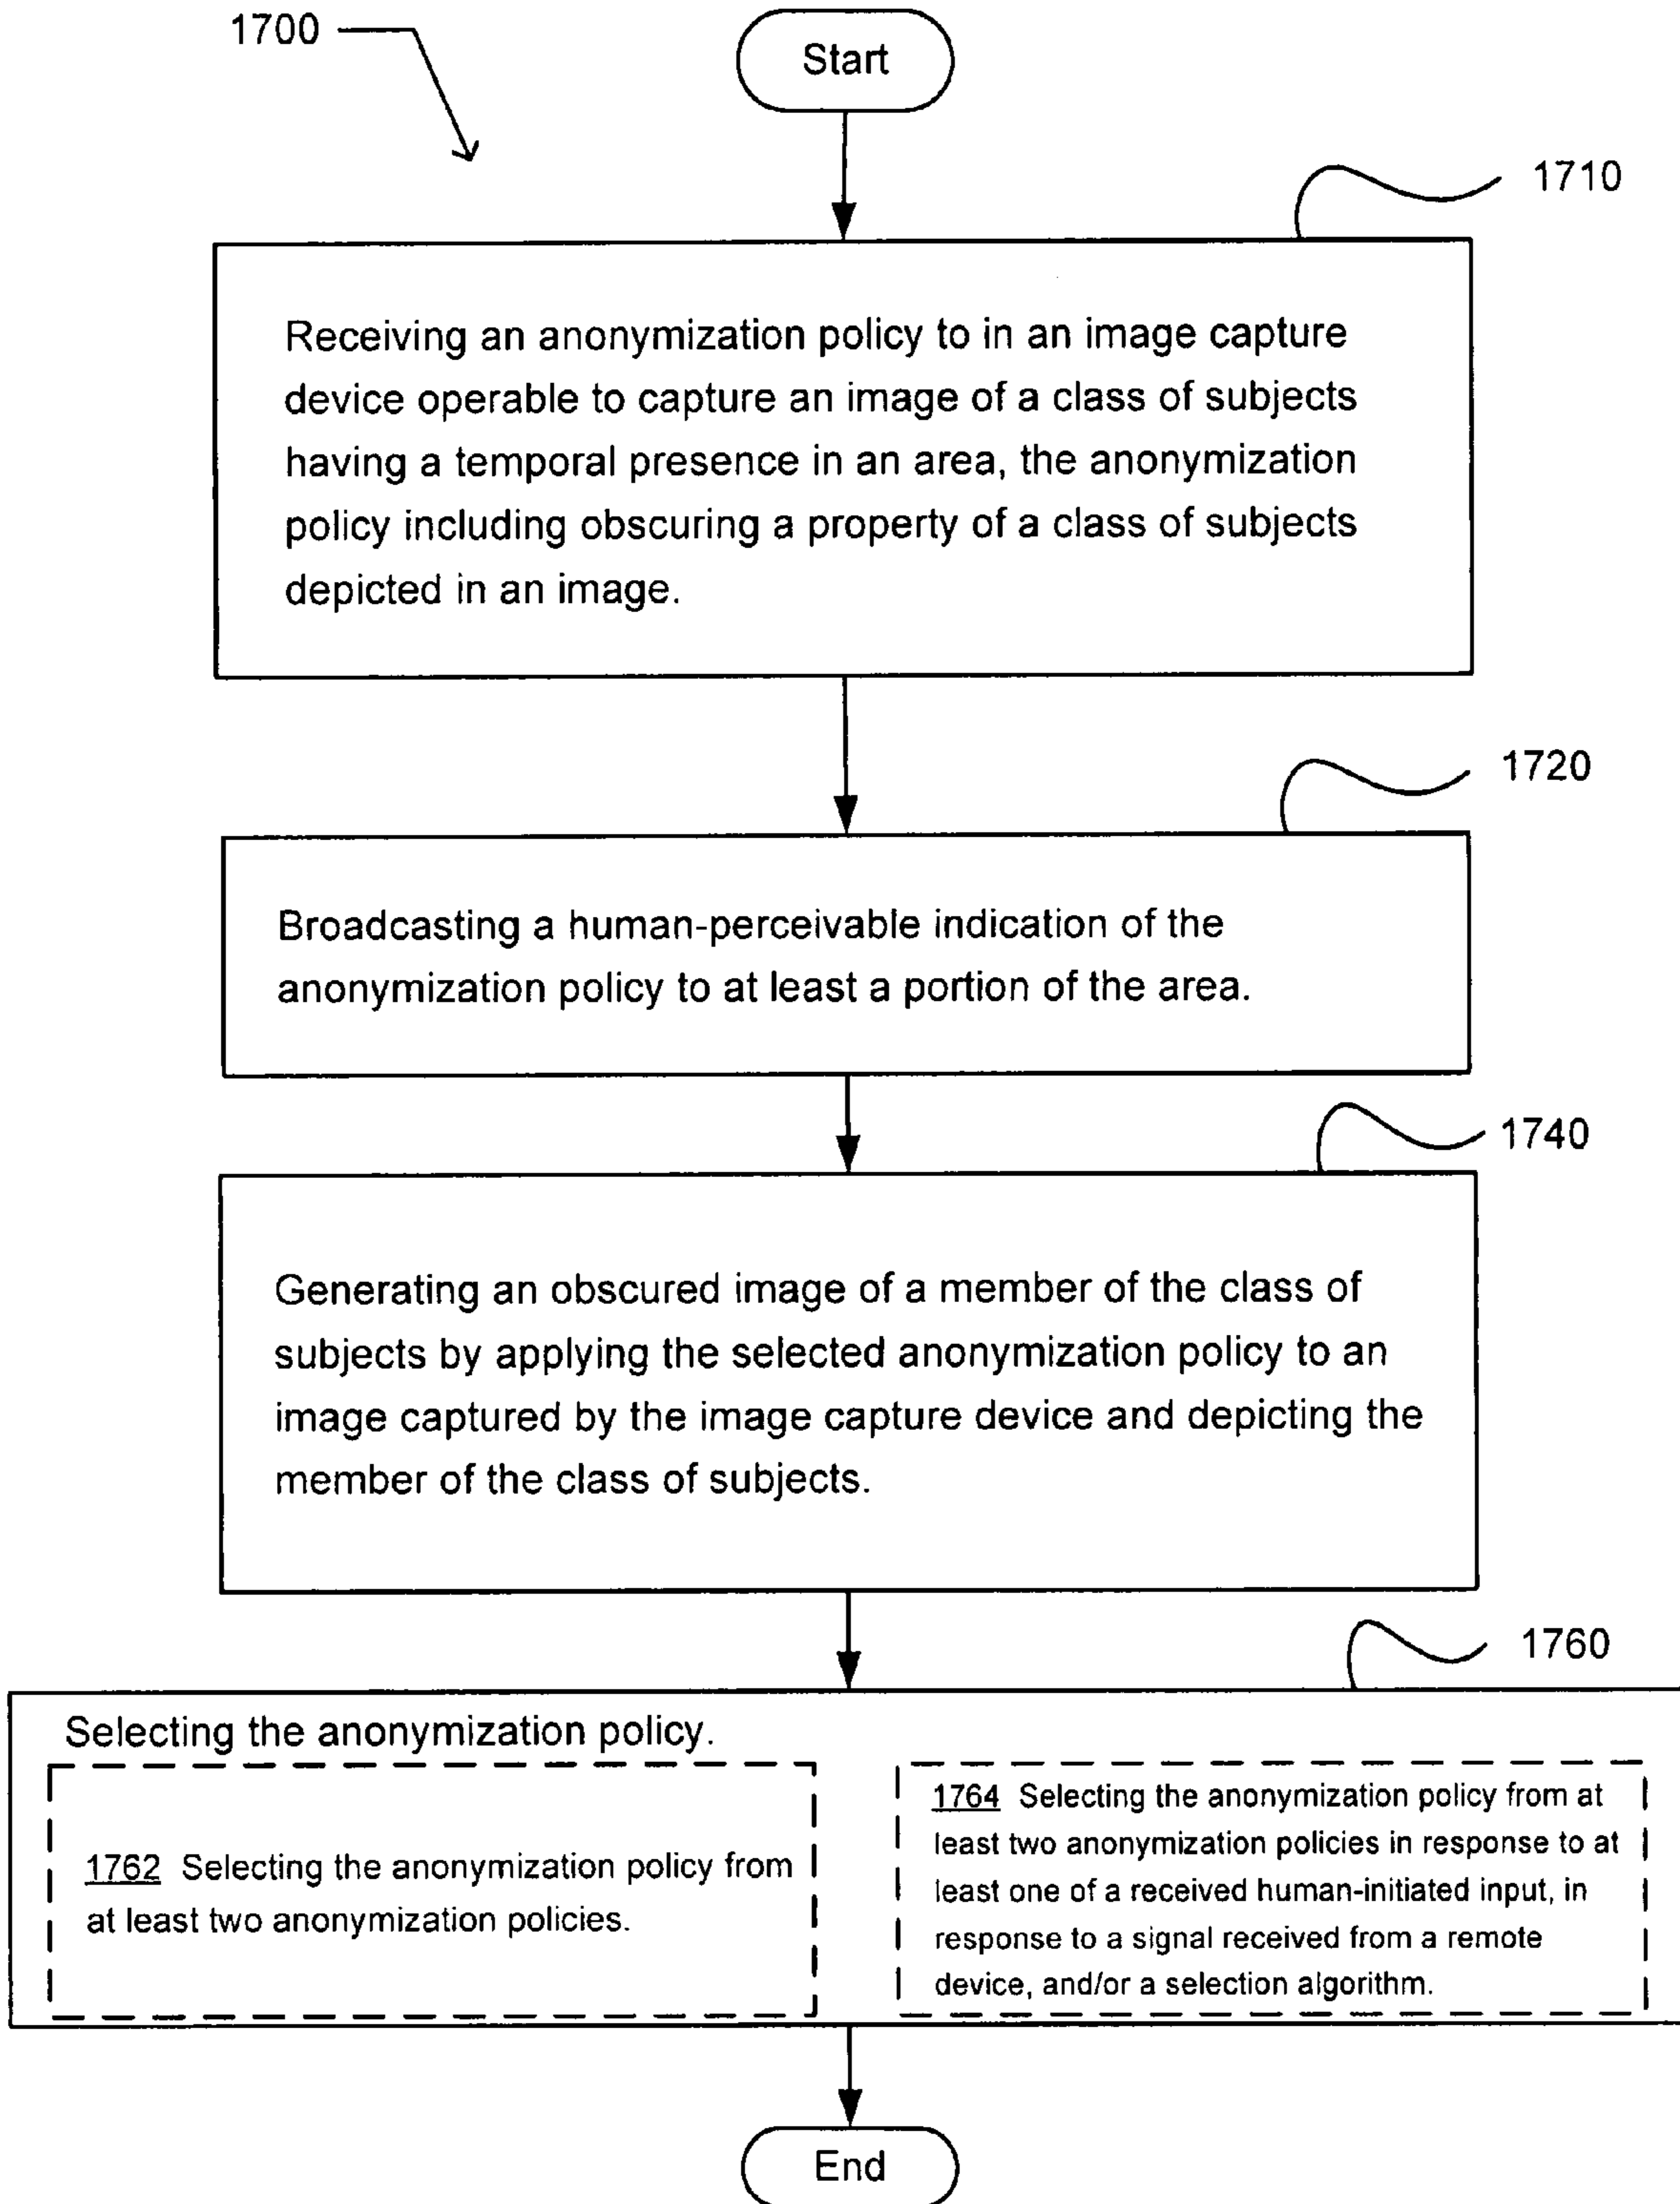 1700
Start
1710
Receiving an anonymization policy to in an image capture
device operable to capture an image of a class of subjects
having a temporal presence in an area, the anonymization
policy including obscuring a property of a class of subjects
depicted in an image.
1720
Broadcasting a human-perceivable indication of the
anonymization policy to at least a portion of the area.
1740
Generating an obscured image of a member of the class of
subjects by applying the selected anonymization policy to an
image captured by the image capture device and depicting the
member of the class of subjects.
1760
Selecting the anonymization policy.
1762 Selecting the anonymization policy from
at least two anonymization policies.
1764 Selecting the anonymization policy from at
least two anonymization policies in response to at
least one of a received human-initiated input, in
response to a signal received from a remote
device, and/or a selection algorithm.
End